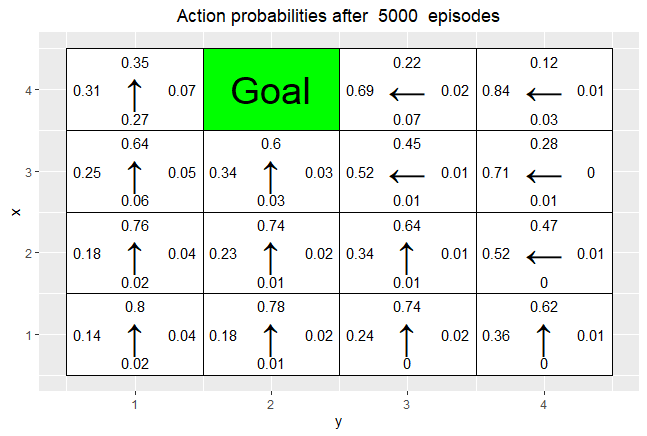 Action probabilities after 5000 episodes
0.35 0.22 0.12
4 0.31 0.07 Goal 0.69 0.02 0.84 0.01
0.27 0.07 0.03
0.64 0.6 0.45 0.28
3 0.25 0.05 0.34 0.03 0.52 0.01 0.71 0
0.06 0.03 0.01 0.01
x
0.76 0.74 0.64 0.47
2 0.18 0.04 0.23 0.02 0.34 0.01 0.52 0.01
0.02 0.01 0.01 0
0.8 0.78 0.74 0.62
1 0.14 0.04 0.18 0.02 0.24 0.02 0.36 0.01
0.02 0.01 0 0
1 2 3 4
y